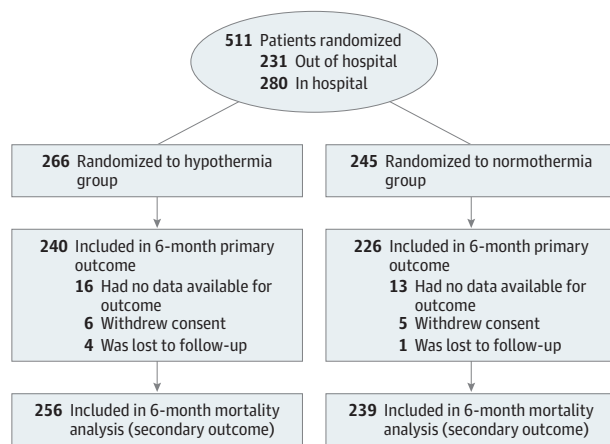 511 Patients randomized
231 Out of hospital
280 In hospital
266 Randomized to hypothermia
group
245 Randomized to normothermia
group
240 Included in 6-month primary
outcome
16 Had no data available for
outcome
6 Withdrew consent
4 Was lost to follow-up
226 Included in 6-month primary
outcome
13 Had no data available for
outcome
5 Withdrew consent
1 Was lost to follow-up
256 Included in 6-month mortality
analysis (secondary outcome)
239 Included in 6-month mortality
analysis (secondary outcome)